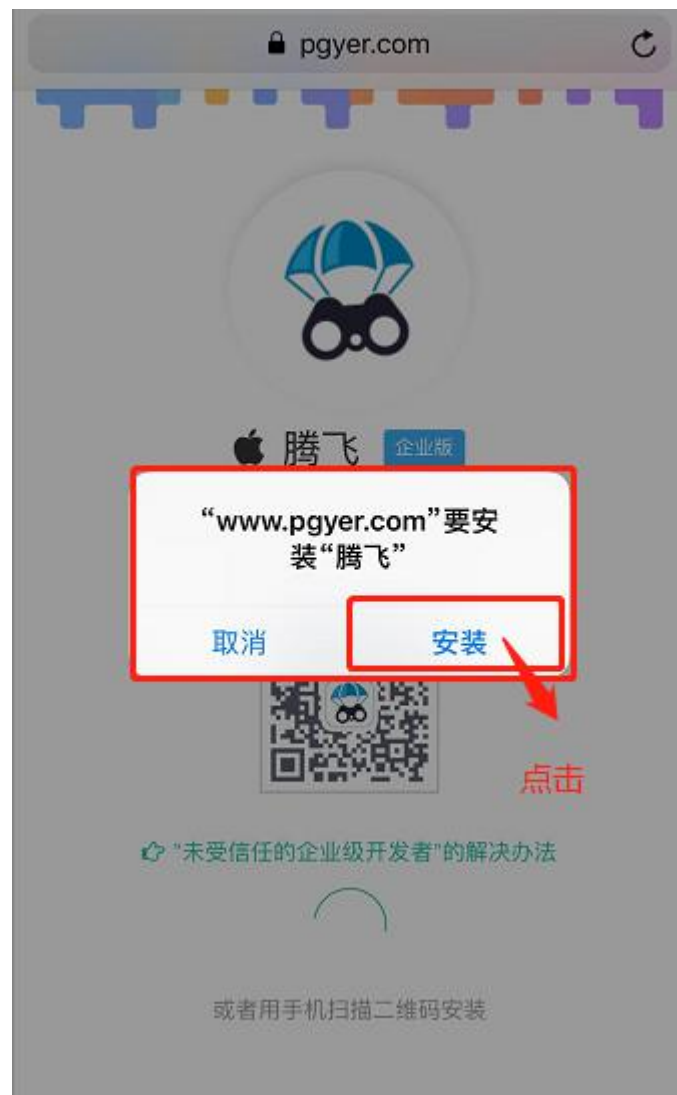 pgyer.com
腾飞 企业版
“www.pgyer.com”要安
装“腾飞”
取消 安装
点击
"未受信任的企业级开发者"的解决办法
或者用手机扫描二维码安装